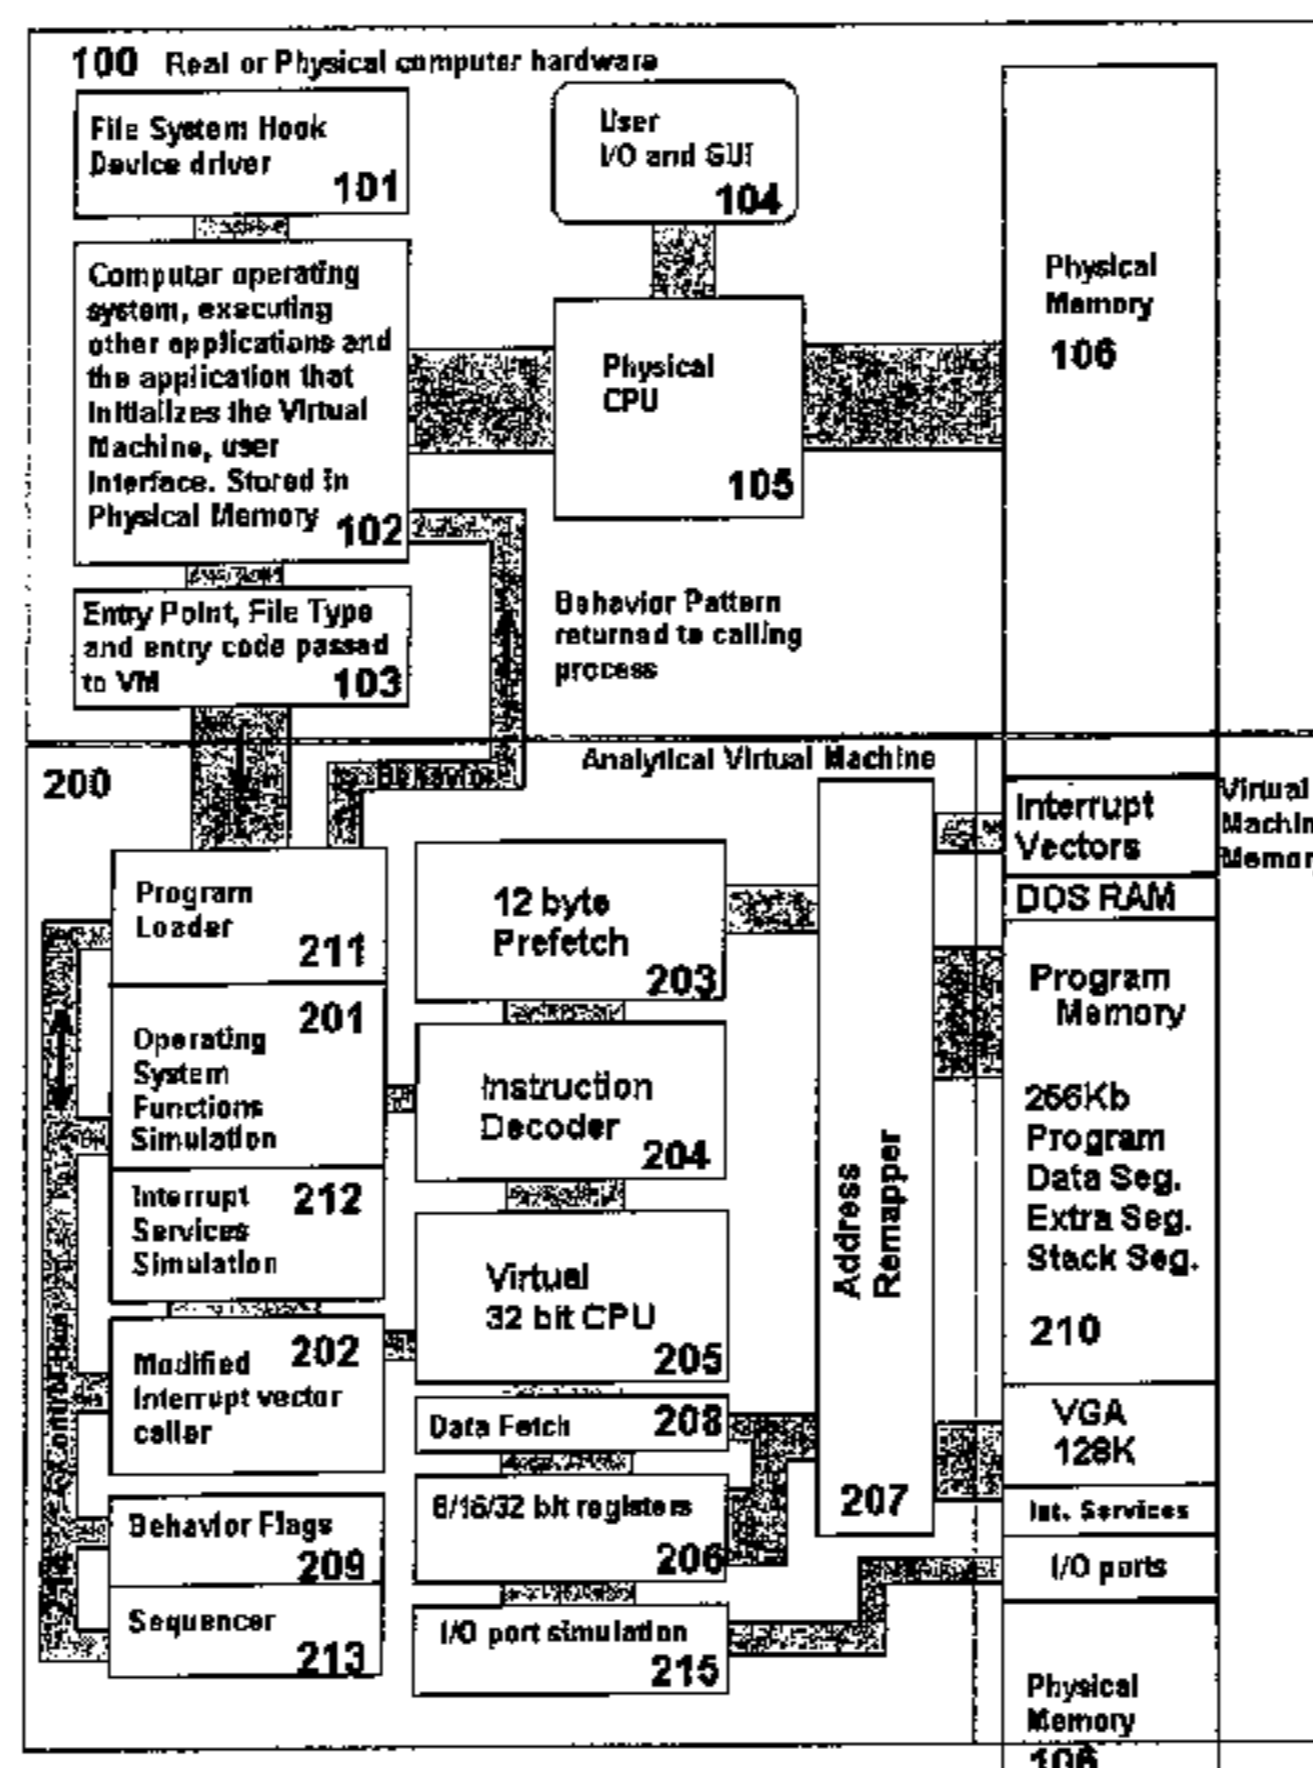 100 Real or Physical computer hardware
File System Hook
Device driver
101
User
I/O and GUI
104
Computer operating
system, executing
other applications and
the application that
initializes the Virtual
Machine, user
Interface. Stored in
Physical Memory 102
Physical
CPU
105
Physical
Memory
106
Entry Point, File Type
and entry code passed
to VM
103
Behavior Pattern
returned to calling
process
200
Behavior
Analytical Virtual Machine
Program
Loader
211
201
Operating
System
Functions
Simulation
Interrupt
Services
Simulation
212
Modified
Interrupt vector
caller
202
Behavior Flags
209
Sequencer
213
12 byte
Prefetch
203
Instruction
Decoder
204
Virtual
32 bit CPU
205
Data Fetch 208
8/16/32 bit registers
206
I/O port simulation
215
Address
Remapper
207
Interrupt
Vectors
Virtual
Machin
Memor
DOS RAM
Program
Memory
256Kb
Program
Data Seg.
Extra Seg.
Stack Seg.
210
VGA
128K
Int. Services
I/O ports
Physical
Memory
106